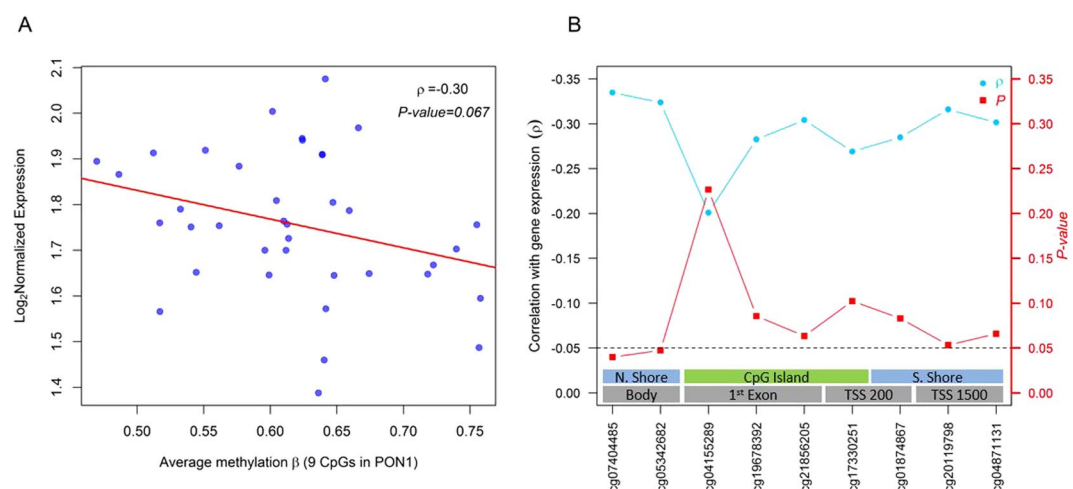 A
B
ρ =-0.30
P-value=0.067
2.1
2.0
1.9
1.8
1.7
1.6
1.5
1.4
Log2Normalized Expression
0.50
0.55
0.60
0.65
0.70
0.75
Average methylation β (9 CpGs in PON1)
ρ
P
-0.35
-0.30
-0.25
-0.20
-0.15
-0.10
-0.05
0.00
Correlation with gene expression (ρ)
0.35
0.30
0.25
0.20
0.15
0.10
0.05
0.00
P-value
N. Shore
CpG Island
S. Shore
Body
1st Exon
TSS 200
TSS 1500
cg07404485
cg05342682
cg04155289
cg19678392
cg21856205
cg17330251
cg01874867
cg20119798
cg04871131